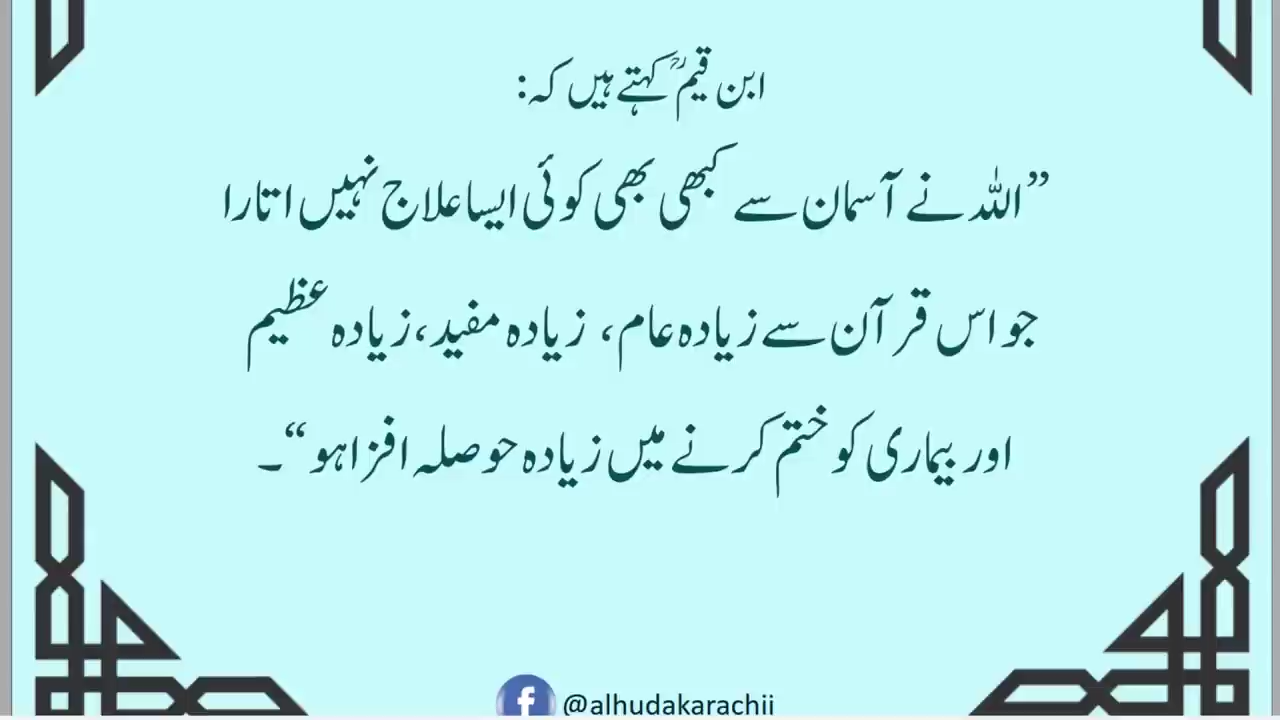 ابن قیمؒ کہتے ہیں کہ:
”اللہ نے آسمان سے کبھی بھی کوئی ایسا علاج نہیں اتارا
جو اس قرآن سے زیادہ عام، زیادہ مفید، زیادہ عظیم
اور بیماری کو ختم کرنے میں زیادہ حوصلہ افزا ہو“۔
f @alhudakarachii